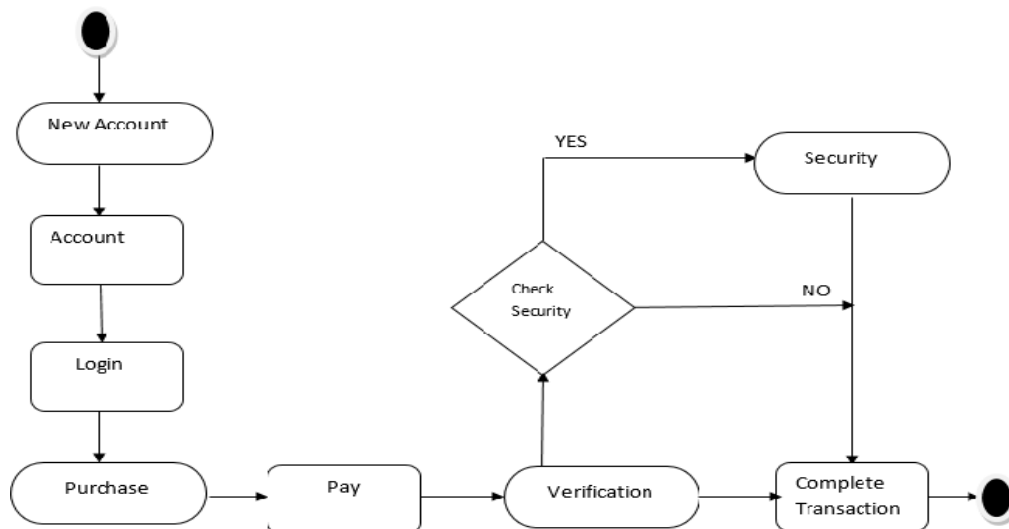 New Account
Account
Login
Purchase
Pay
Verification
Check
Security
YES
Security
NO
Complete
Transaction